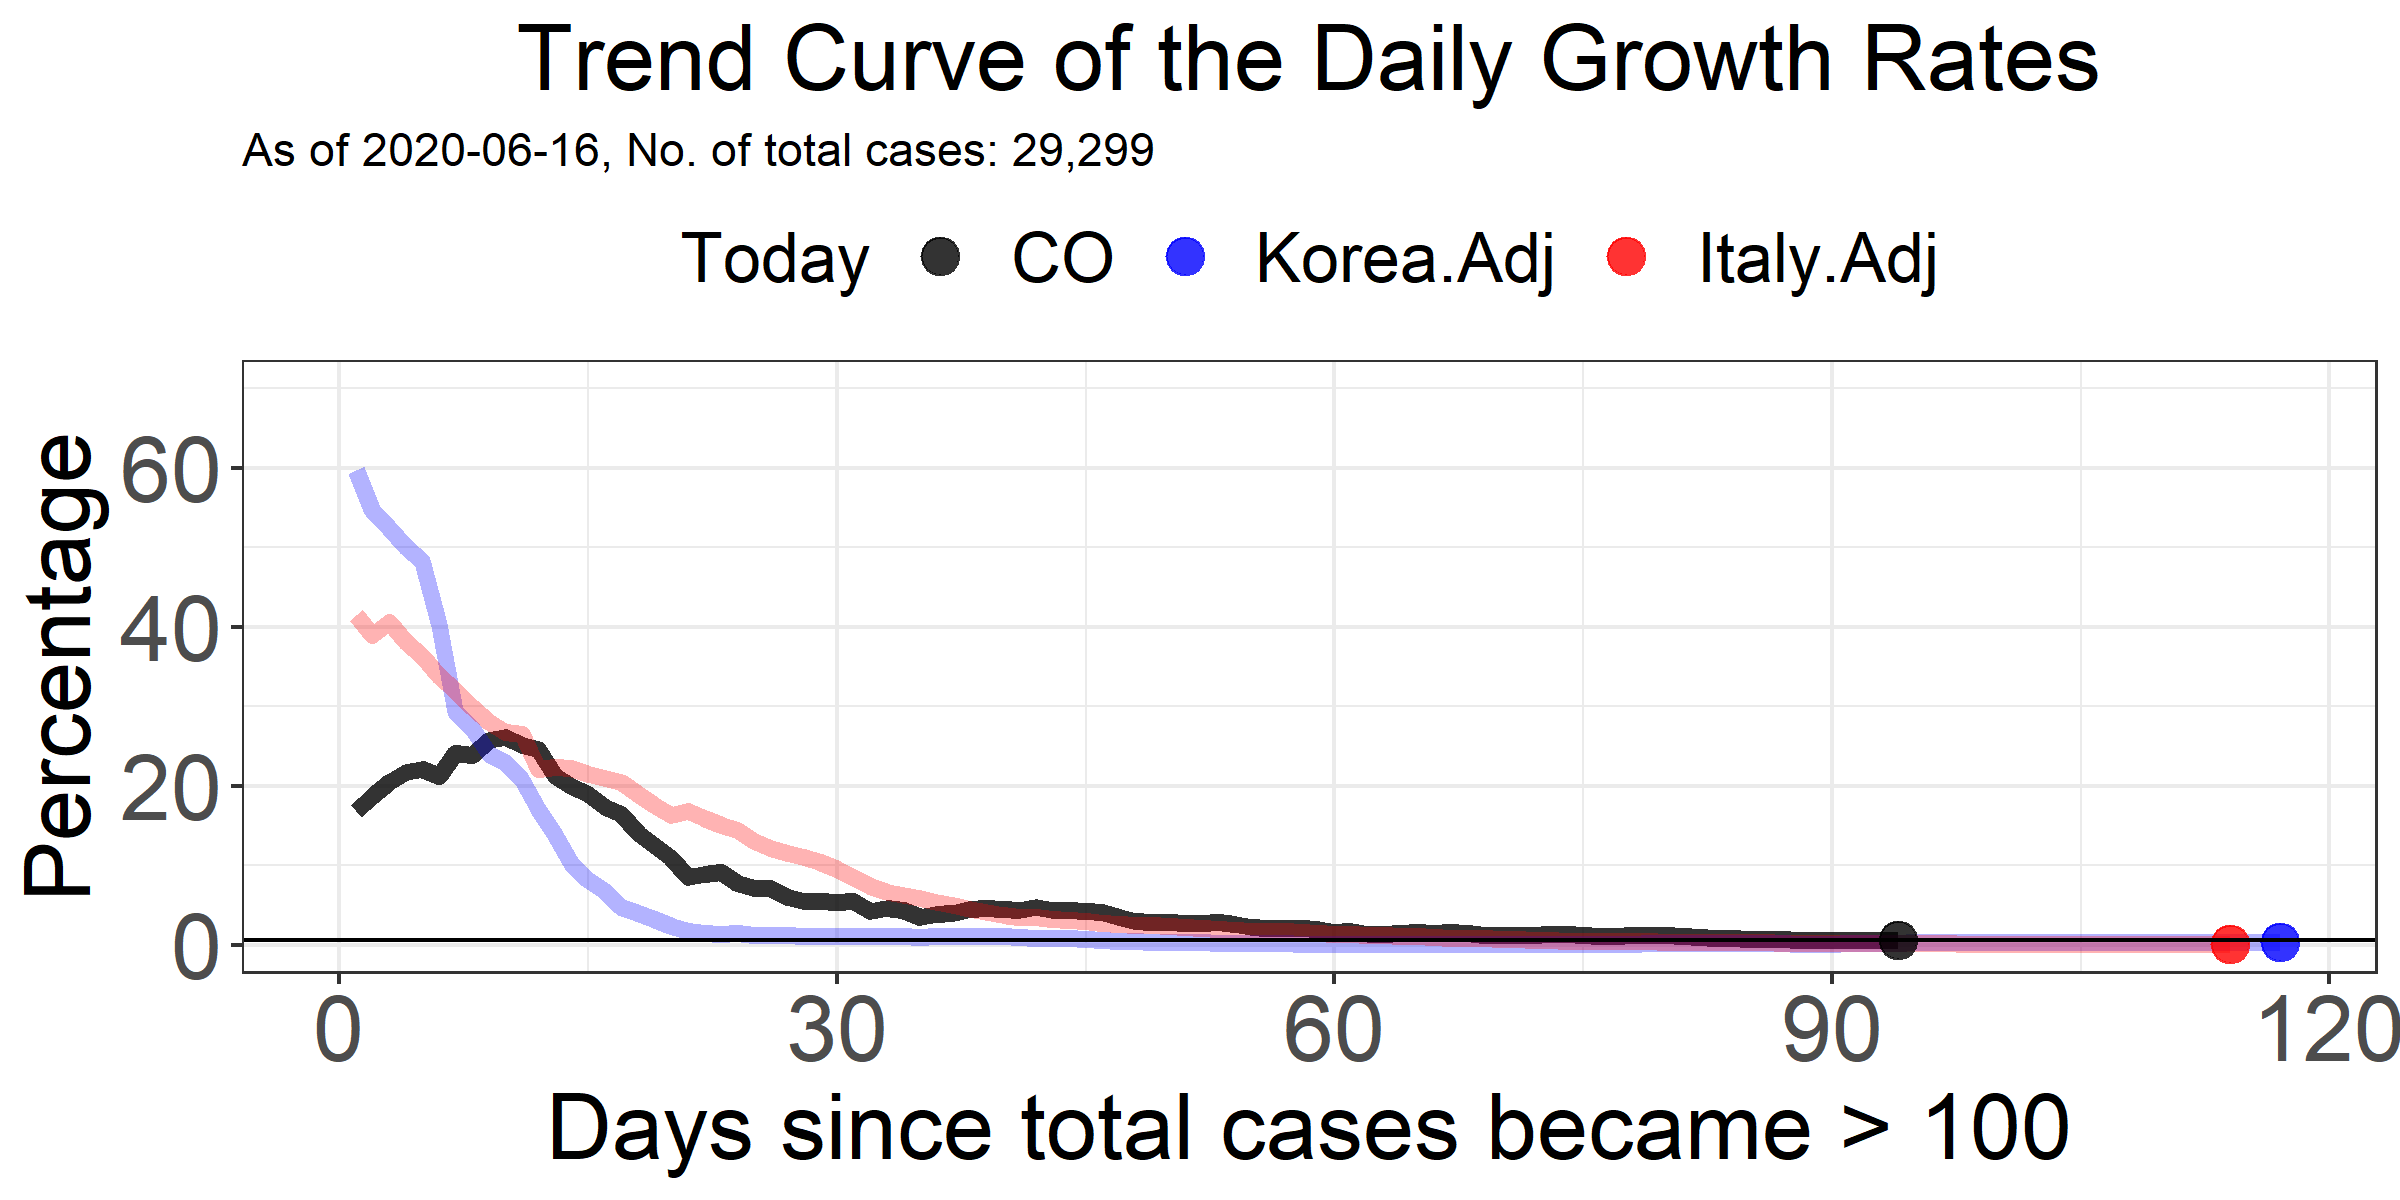 Trend Curve of the Daily Growth Rates
As of 2020-06-16, No. of total cases: 29,299
Today CO Korea.Adj Italy.Adj
Percentage
60
40
20
0
0 30 60 90 120
Days since total cases became > 100